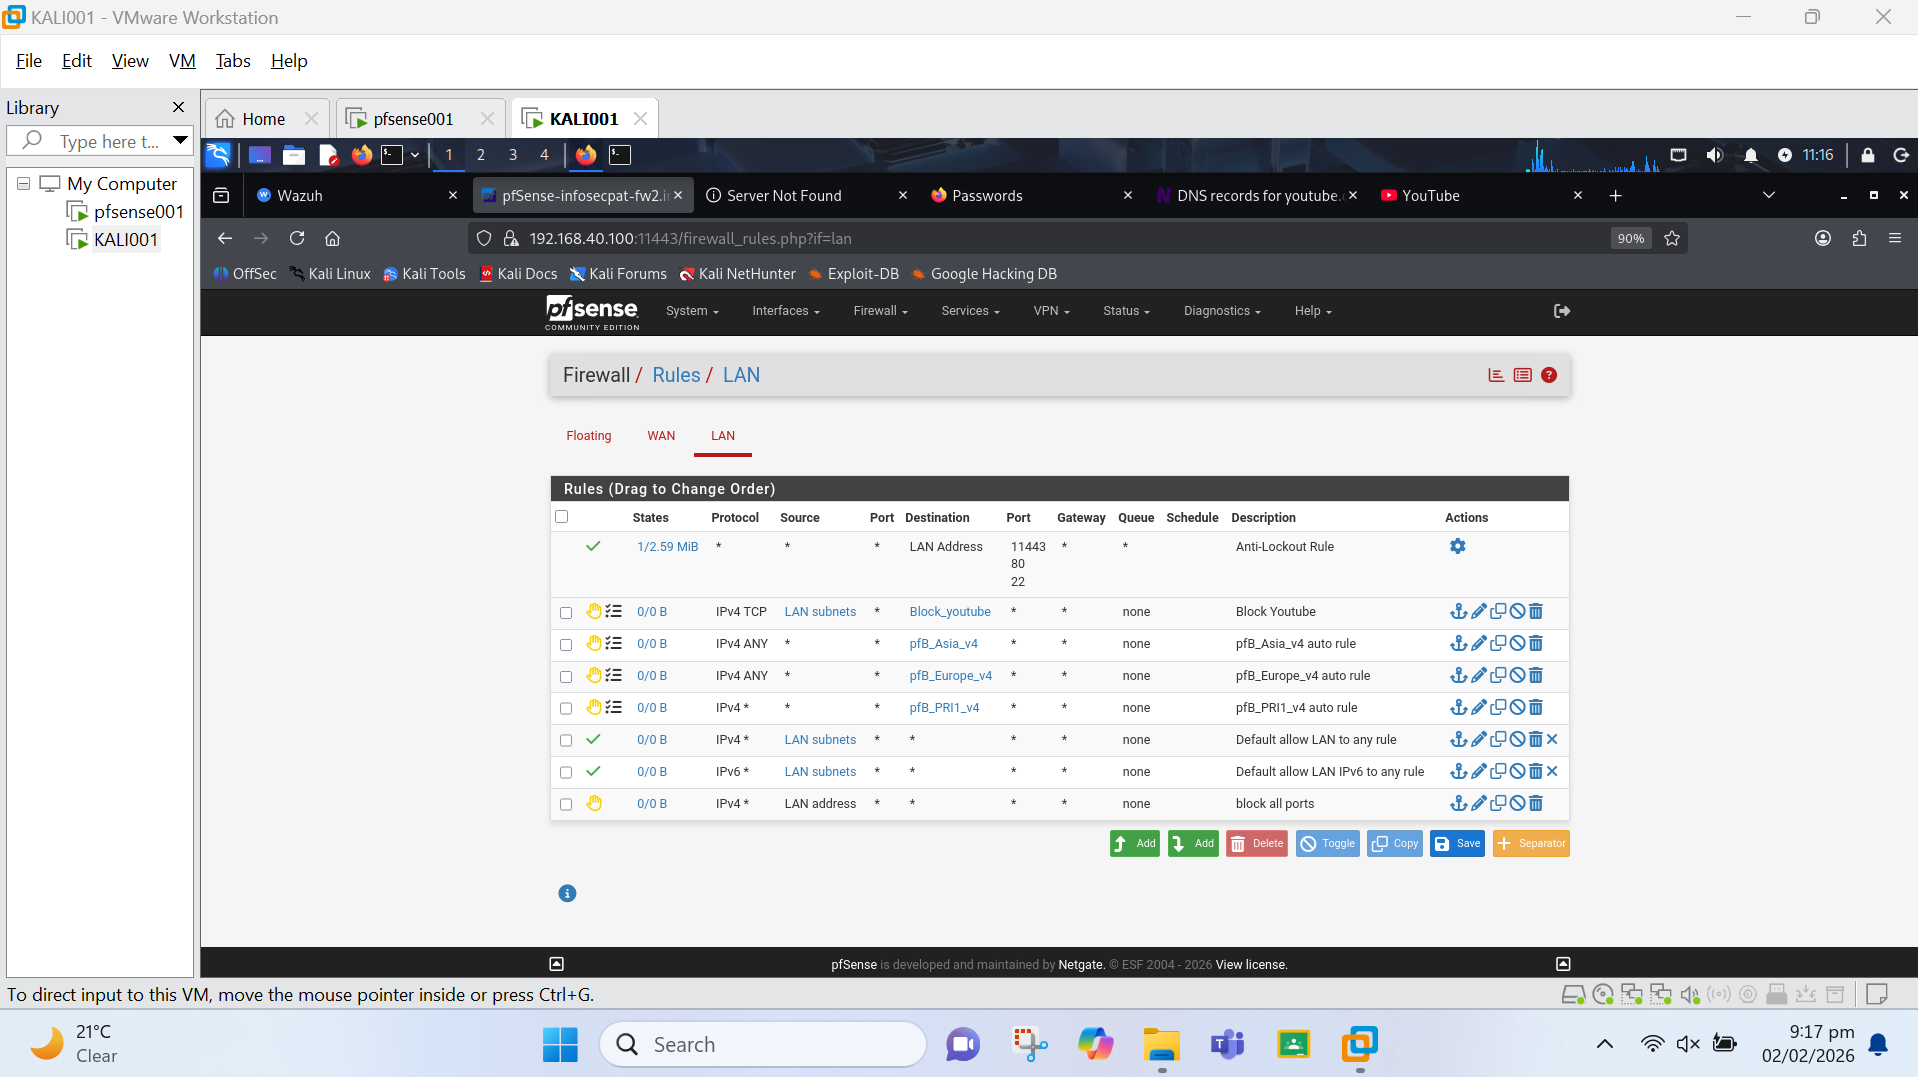 KALI001 - VMware Workstation
File Edit View VM Tabs Help
Library
Type here t...
My Computer
pfsense001
KALI001
Home
pfsense001
KALI001
1 2 3 4
11:16
Wazuh
pfSense-infosecpat-fw2.i
Server Not Found
Passwords
DNS records for youtube.
YouTube
192.168.40.100:11443/firewall_rules.php?if=lan
90%
OffSec Kali Linux Kali Tools Kali Docs Kali Forums Kali NetHunter Exploit-DB Google Hacking DB
pfsense
COMMUNITY EDITION
System Interfaces Firewall Services VPN Status Diagnostics Help
Firewall / Rules / LAN
Floating WAN LAN
Rules (Drag to Change Order)
States Protocol Source Port Destination Port Gateway Queue Schedule Description Actions
1/2.59 MiB * * * LAN Address 11443 * * Anti-Lockout Rule
80
22
0/0 B IPv4 TCP LAN subnets * Block_youtube * * none Block Youtube
0/0 B IPv4 ANY * * pfB_Asia_v4 * * none pfB_Asia_v4 auto rule
0/0 B IPv4 ANY * * pfB_Europe_v4 * * none pfB_Europe_v4 auto rule
0/0 B IPv4 * * * pfB_PRI1_v4 * * none pfB_PRI1_v4 auto rule
0/0 B IPv4 * LAN subnets * * * * none Default allow LAN to any rule
0/0 B IPv6 * LAN subnets * * * * none Default allow LAN IPv6 to any rule
0/0 B IPv4 * LAN address * * * * none block all ports
Add Add Delete Toggle Copy Save Separator
pfSense is developed and maintained by Netgate. © ESF 2004 - 2026 View license.
To direct input to this VM, move the mouse pointer inside or press Ctrl+G.
21°C
Clear
Search
9:17 pm
02/02/2026